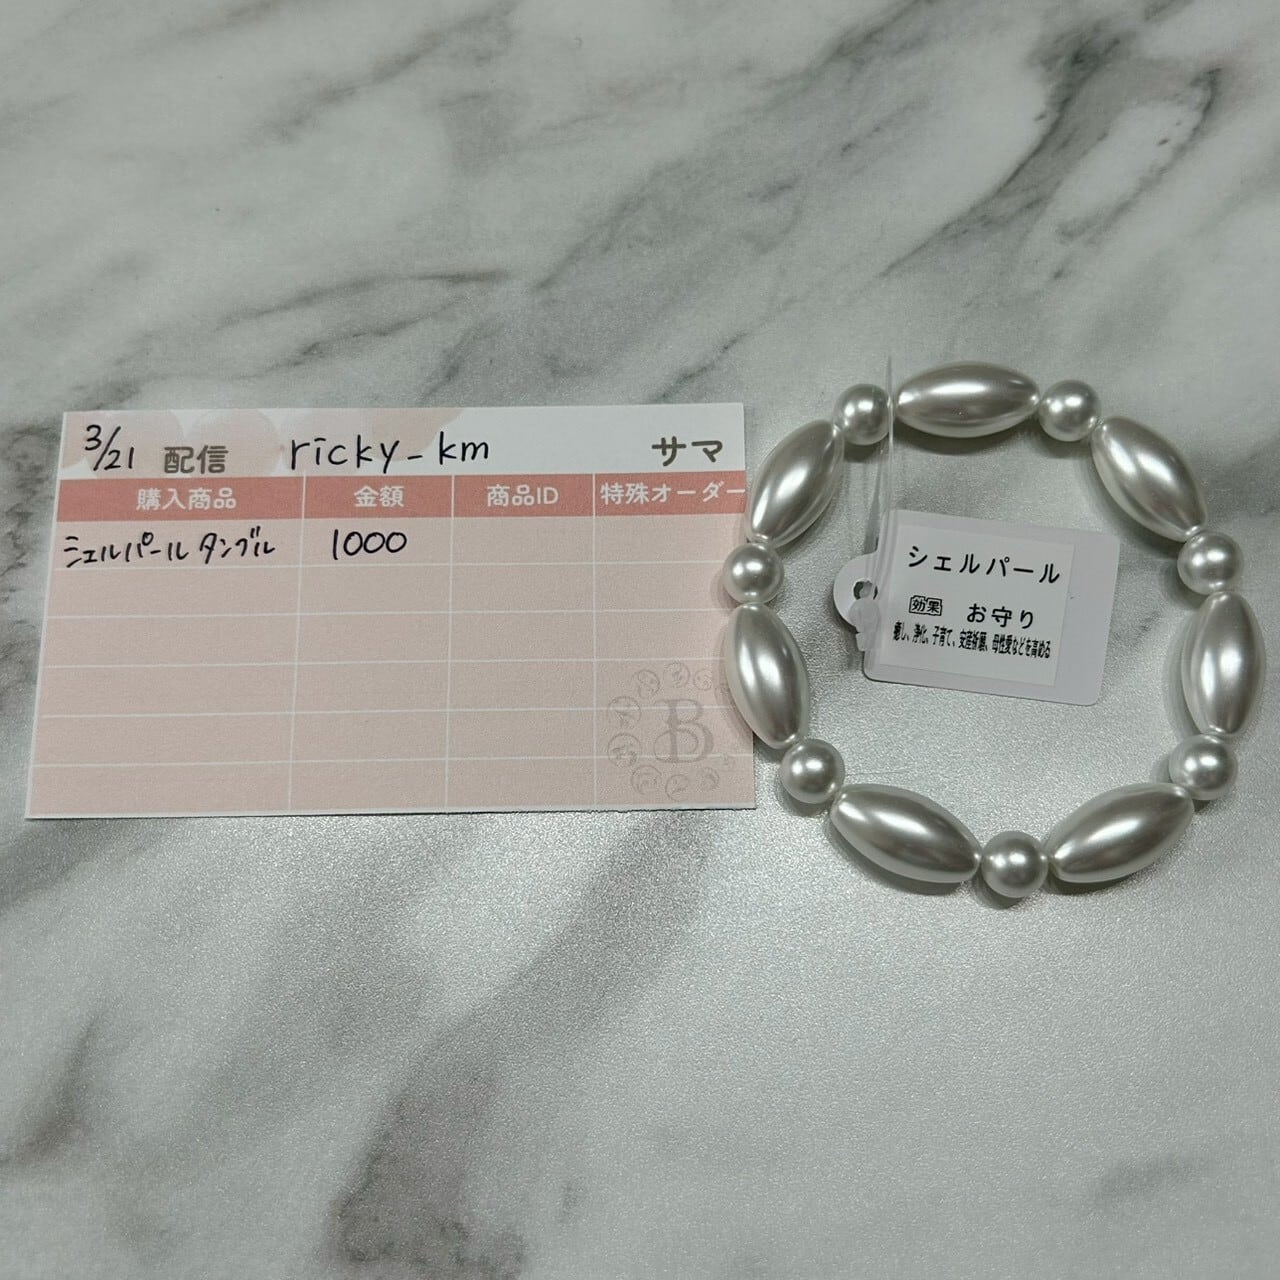 3/21 配信 ricky_km サマ
購入商品 金額 商品ID 特殊オーダー
シェルパールタンブル 1000
B
シェルパール
効果 お守り
癒し、浄化、子育て、安産祈願、母性愛などを高める